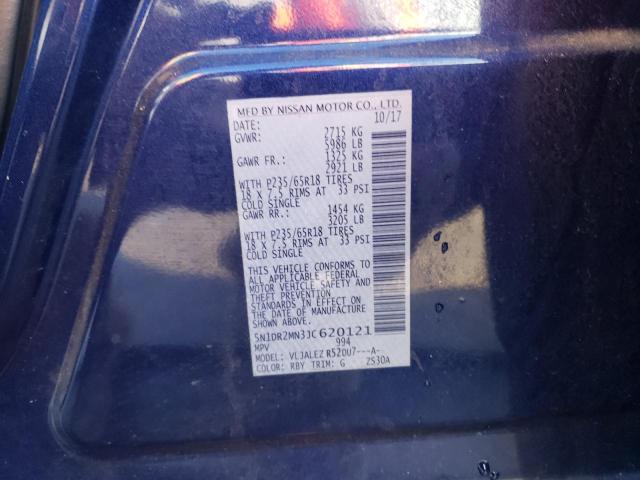 MFD BY NISSAN MOTOR CO., LTD.
DATE: 10/17
GVWR: 2715 KG
5986 LB
GAWR FR.: 1325 KG
2921 LB
WITH P235/65R18 TIRES
18 X 7.5 RIMS AT 33 PSI
COLD SINGLE
GAWR RR.: 1454 KG
3205 LB
WITH P235/65R18 TIRES
18 X 7.5 RIMS AT 33 PSI
COLD SINGLE
THIS VEHICLE CONFORMS TO
ALL APPLICABLE FEDERAL
MOTOR VEHICLE SAFETY AND
THEFT PREVENTION
STANDARDS IN EFFECT ON
THE DATE OF MANUFACTURE
SHOWN ABOVE.
5N1DR2MN3JC620121
MPV 994
MODEL: VLJALEZ R52OU7---A-
COLOR: RBY TRIM: G ZS30A